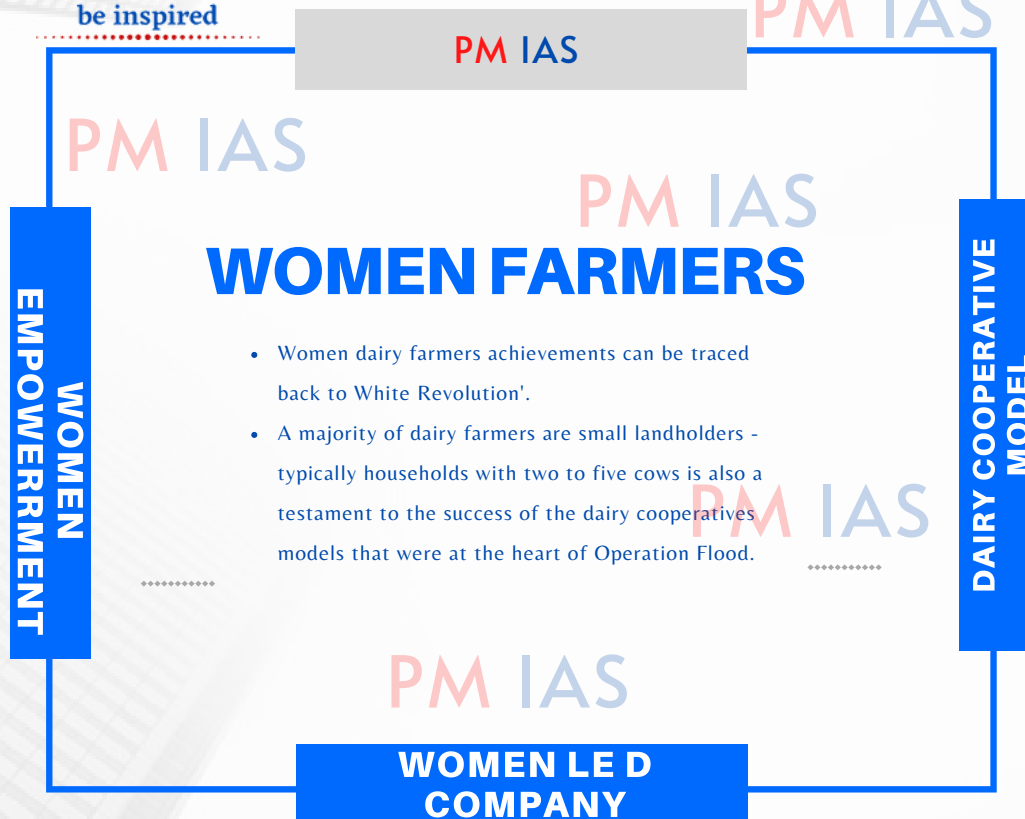 be inspired
PM IAS
PM IAS
PM IAS
PM IAS
WOMEN FARMERS
• Women dairy farmers achievements can be traced
back to White Revolution'.
• A majority of dairy farmers are small landholders -
typically households with two to five cows is also a
testament to the success of the dairy cooperatives
models that were at the heart of Operation Flood.
PM IAS
PM IAS
WOMEN
EMPOWERRMENT
DAIRY COOPERATIVE
MODEL
WOMEN LE D
COMPANY